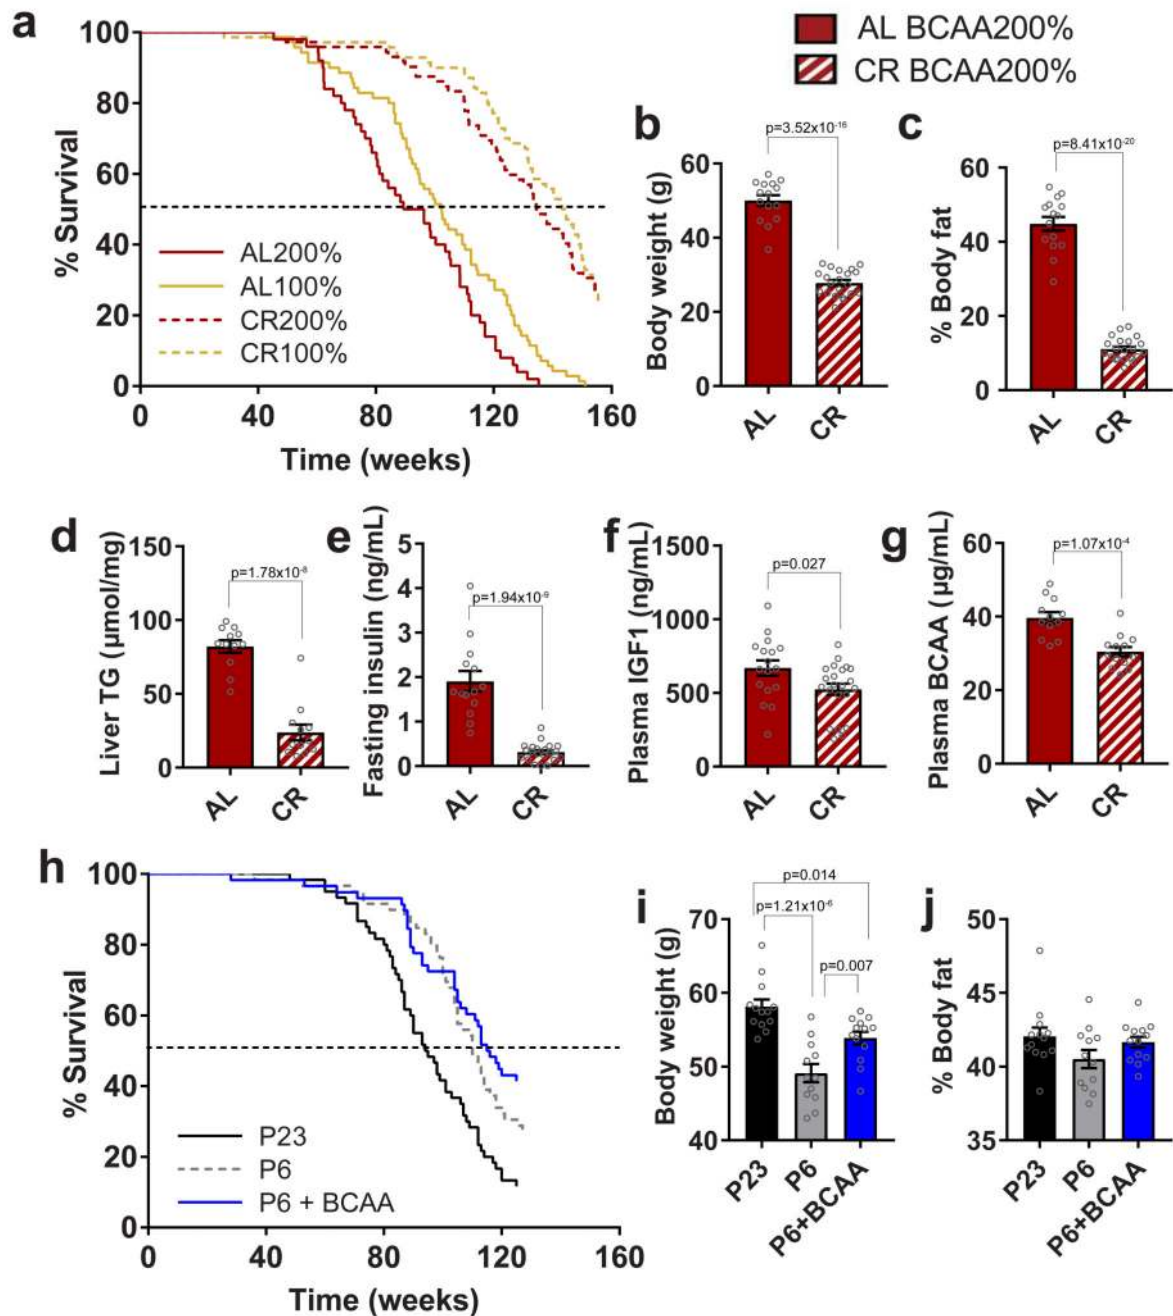 a
100
80
60
40
20
0
% Survival
AL200%
AL100%
CR200%
CR100%
0 40 80 120 160
Time (weeks)
AL BCAA200%
CR BCAA200%
b
p=3.52x10-16
Body weight (g)
60
40
20
0
AL CR
c
p=8.41x10-20
% Body fat
60
40
20
0
AL CR
d
Liver TG (µmol/mg)
150
100
50
0
p=1.78x10-8
AL CR
e
Fasting insulin (ng/mL)
5
4
3
2
1
0
p=1.94x10-9
AL CR
f
Plasma IGF1 (ng/mL)
1500
1000
500
0
p=0.027
AL CR
g
Plasma BCAA (µg/mL)
60
40
20
0
p=1.07x10-4
AL CR
h
100
80
60
40
20
0
% Survival
P23
P6
P6 + BCAA
0 40 80 120 160
Time (weeks)
i
p=0.014
p=1.21x10-6
p=0.007
Body weight (g)
70
60
50
40
P23 P6 P6+BCAA
j
% Body fat
50
45
40
35
P23 P6 P6+BCAA